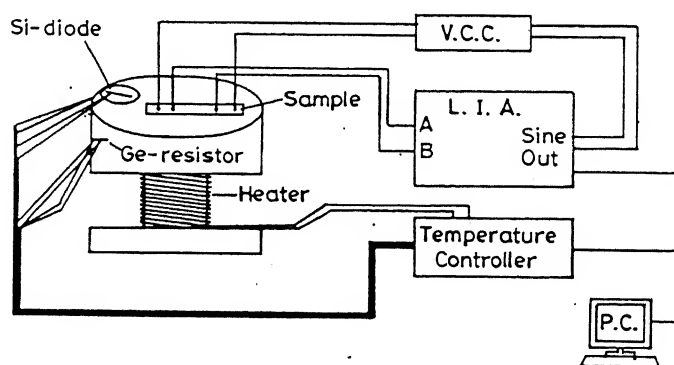 Si-diode
V.C.C.
Sample
L. I. A.
A
B
Sine
Out
Ge-resistor
Heater
Temperature
Controller
P.C.